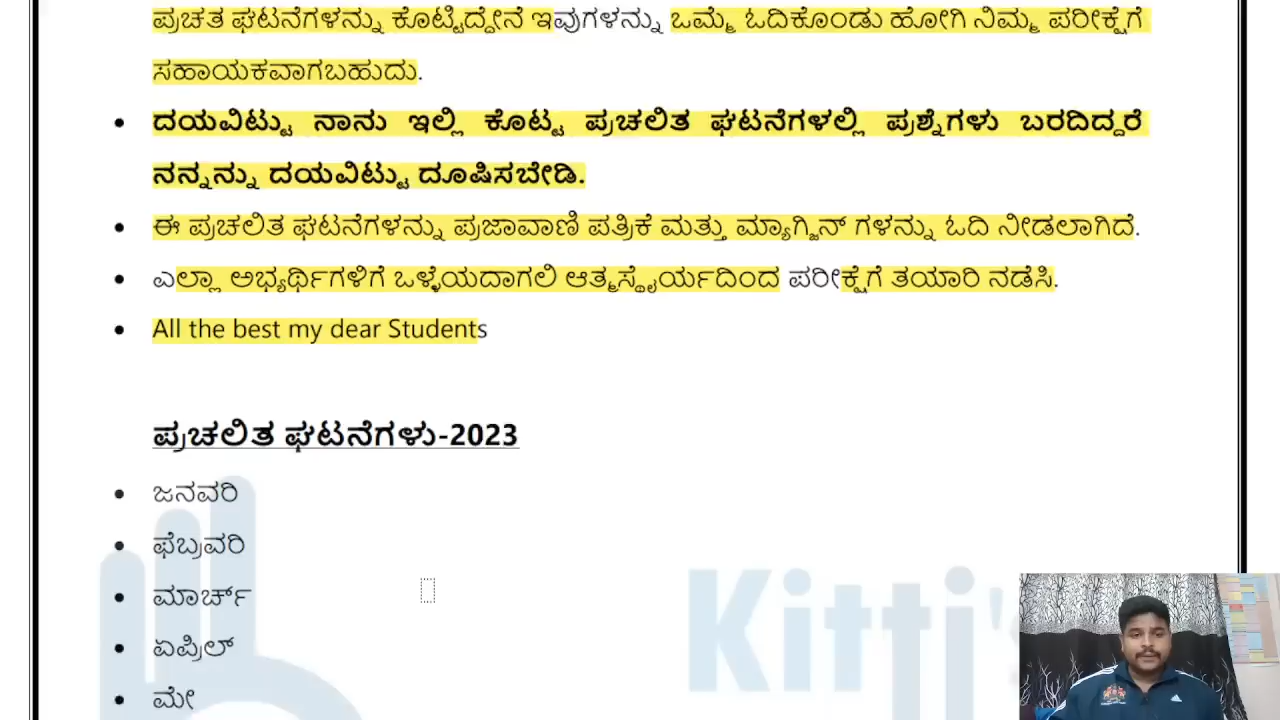 ಪ್ರಚತ ಘಟನೆಗಳನ್ನು ಕೊಟ್ಟಿದ್ದೇನೆ ಇವುಗಳನ್ನು ಒಮ್ಮೆ ಓದಿಕೊಂಡು ಹೋಗಿ ನಿಮ್ಮ ಪರೀಕ್ಷೆಗೆ
ಸಹಾಯಕವಾಗಬಹುದು.
• ದಯವಿಟ್ಟು ನಾನು ಇಲ್ಲಿ ಕೊಟ್ಟ ಪ್ರಚಲಿತ ಘಟನೆಗಳಲ್ಲಿ ಪ್ರಶ್ನೆಗಳು ಬರದಿದ್ದರೆ
ನನ್ನನ್ನು ದಯವಿಟ್ಟು ದೂಷಿಸಬೇಡಿ.
• ಈ ಪ್ರಚಲಿತ ಘಟನೆಗಳನ್ನು ಪ್ರಜಾವಾಣಿ ಪತ್ರಿಕೆ ಮತ್ತು ಮ್ಯಾಗ್ಜಿನ್ ಗಳನ್ನು ಓದಿ ನೀಡಲಾಗಿದೆ.
• ಎಲ್ಲಾ ಅಭ್ಯರ್ಥಿಗಳಿಗೆ ಒಳ್ಳೆಯದಾಗಲಿ ಆತ್ಮಸ್ಥೈರ್ಯದಿಂದ ಪರೀಕ್ಷೆಗೆ ತಯಾರಿ ನಡೆಸಿ.
• All the best my dear Students
ಪ್ರಚಲಿತ ಘಟನೆಗಳು-2023
• ಜನವರಿ
• ಫೆಬ್ರವರಿ
• ಮಾರ್ಚ್
• ಏಪ್ರಿಲ್
• ಮೇ